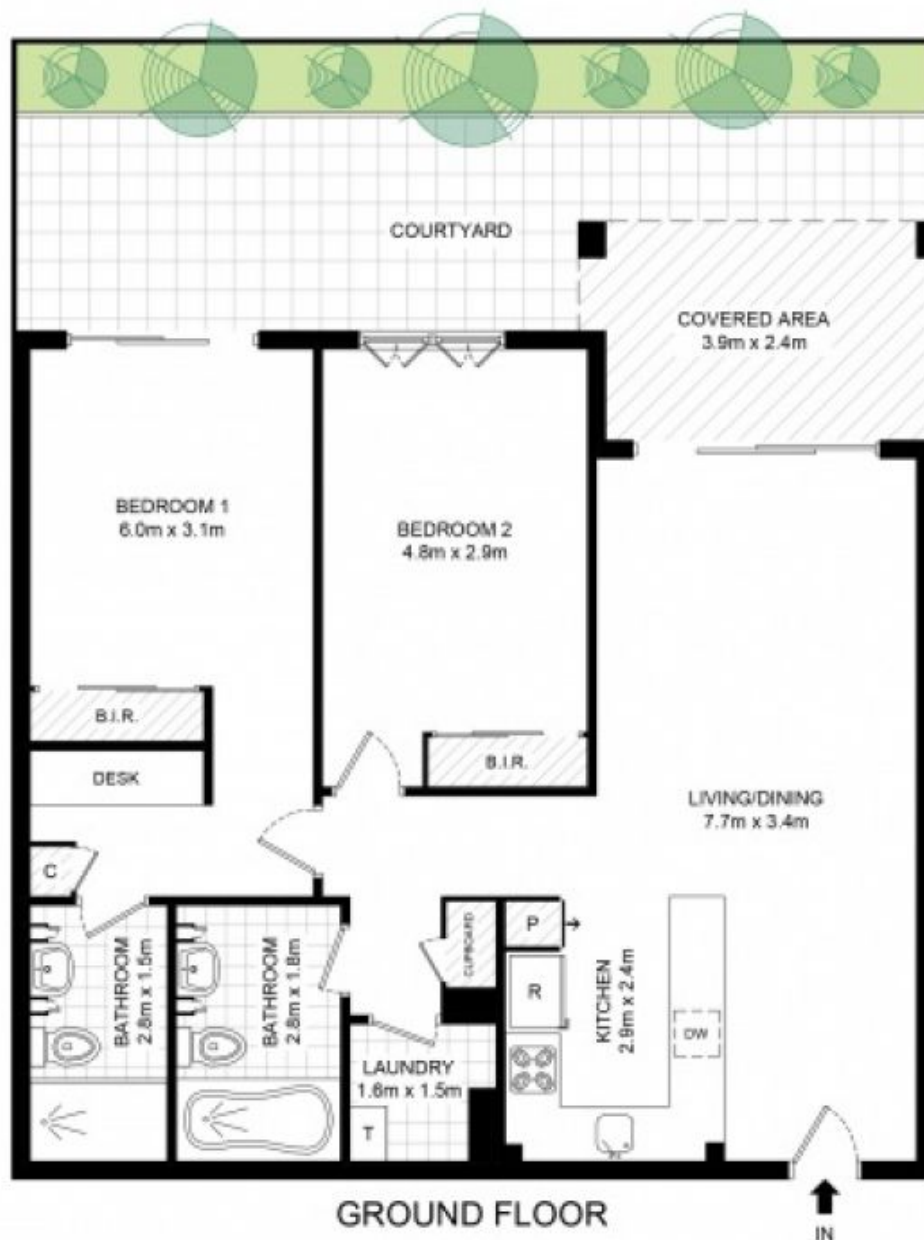 COURTYARD
COVERED AREA
3.9m x 2.4m
BEDROOM 1
6.0m x 3.1m
BEDROOM 2
4.8m x 2.9m
B.I.R.
B.I.R.
DESK
LIVING/DINING
7.7m x 3.4m
C
BATHROOM
2.8m x 1.5m
BATHROOM
2.8m x 1.8m
CUPBOARD
P
R
KITCHEN
2.9m x 2.4m
DW
LAUNDRY
1.6m x 1.5m
T
GROUND FLOOR
IN